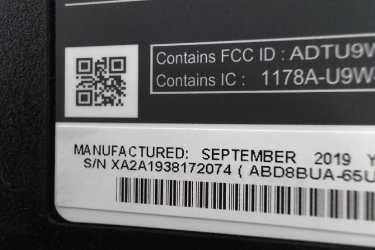 Contains FCC ID : ADTU9W
Contains IC : 1178A-U9W
MANUFACTURED: SEPTEMBER 2019 Y
S/N XA2A1938172074 ( ABD8BUA-65U